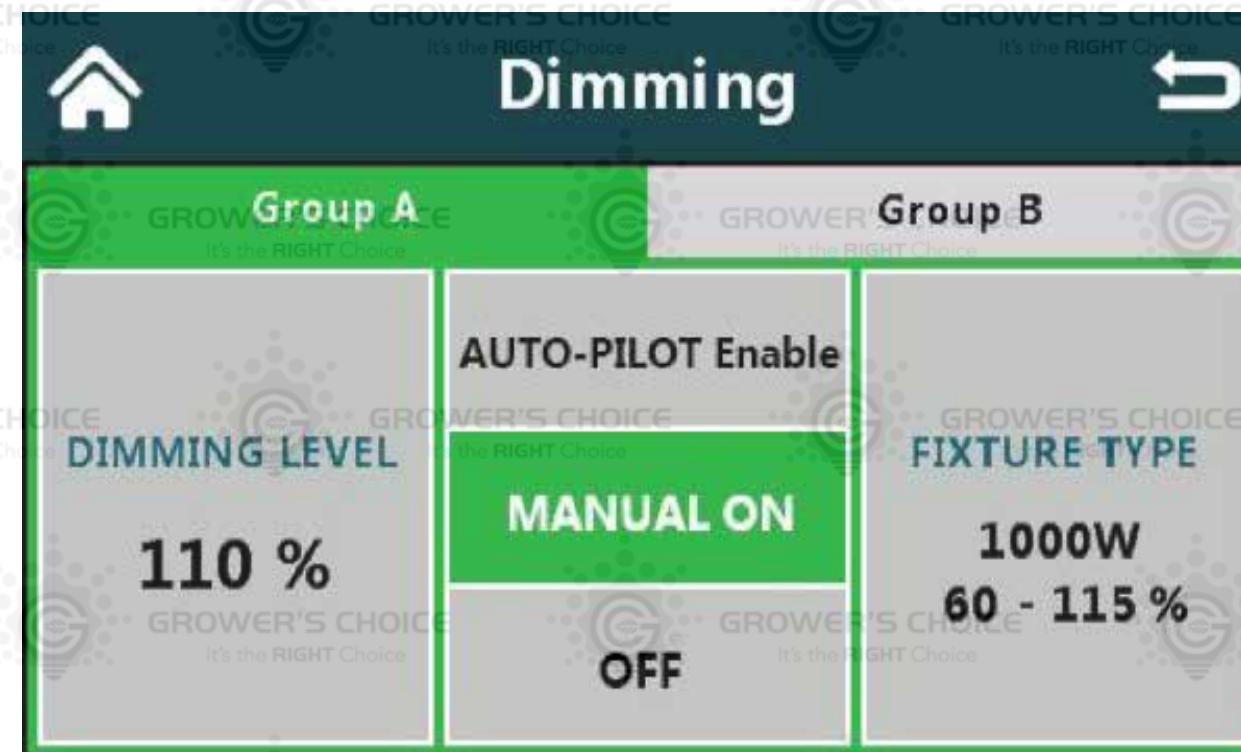 Dimming
Group A
Group B
AUTO-PILOT Enable
DIMMING LEVEL
110 %
MANUAL ON
OFF
FIXTURE TYPE
1000W
60 - 115 %
GROWER'S CHOICE
It's the RIGHT Choice